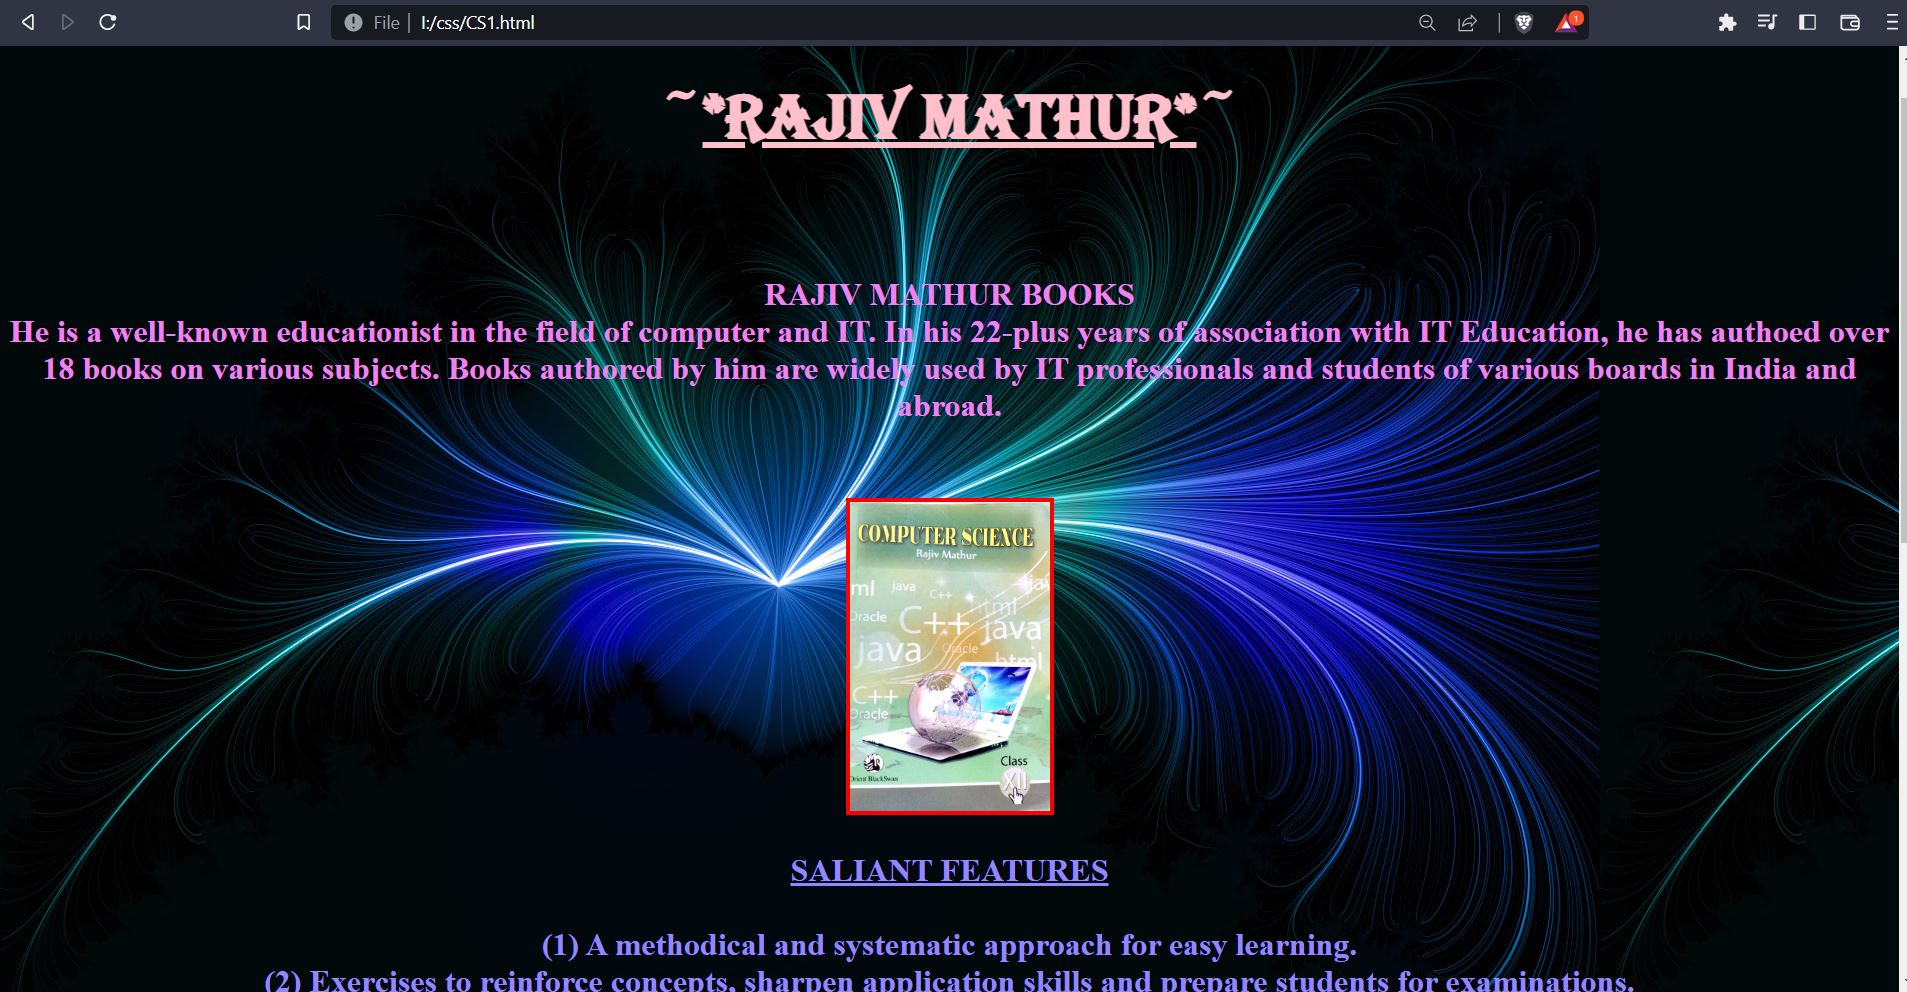 File | I:/css/CS1.html
1
~*RAJIV MATHUR*~
RAJIV MATHUR BOOKS
He is a well-known educationist in the field of computer and IT. In his 22-plus years of association with IT Education, he has authoed over
18 books on various subjects. Books authored by him are widely used by IT professionals and students of various boards in India and
abroad.
COMPUTER SCIENCE
Rajiv Mathur
ml java C++ java
Oracle C++ html
java
java Oracle
html
C++
Oracle
Class
XII
Orient BlackSwan
SALIANT FEATURES
(1) A methodical and systematic approach for easy learning.
(2) Exercises to reinforce concepts, sharpen application skills and prepare students for examinations.